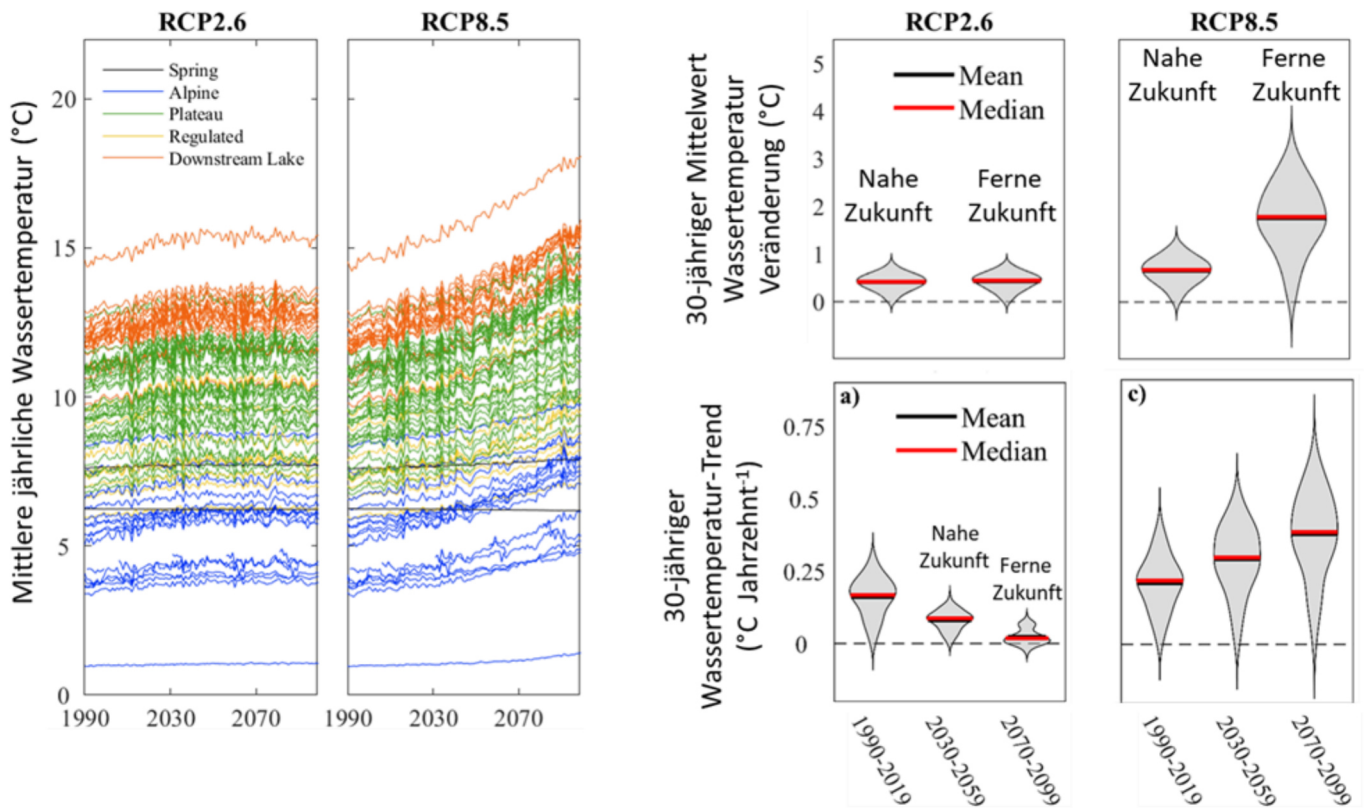 RCP2.6
RCP8.5
Mittlere jährliche Wassertemperatur (°C)
20
15
10
5
0
Spring
Alpine
Plateau
Regulated
Downstream Lake
1990
2030
2070
1990
2030
2070
RCP2.6
RCP8.5
30-jähriger Mittelwert
Wassertemperatur
Veränderung (°C)
5
4
3
2
1
0
Mean
Median
Nahe
Zukunft
Ferne
Zukunft
Nahe
Zukunft
Ferne
Zukunft
30-jähriger
Wassertemperatur-Trend
(°C Jahrzehnt-1)
0.75
0.5
0.25
0
a)
Mean
Median
Nahe
Zukunft
Ferne
Zukunft
c)
1990-2019
2030-2059
2070-2099
1990-2019
2030-2059
2070-2099